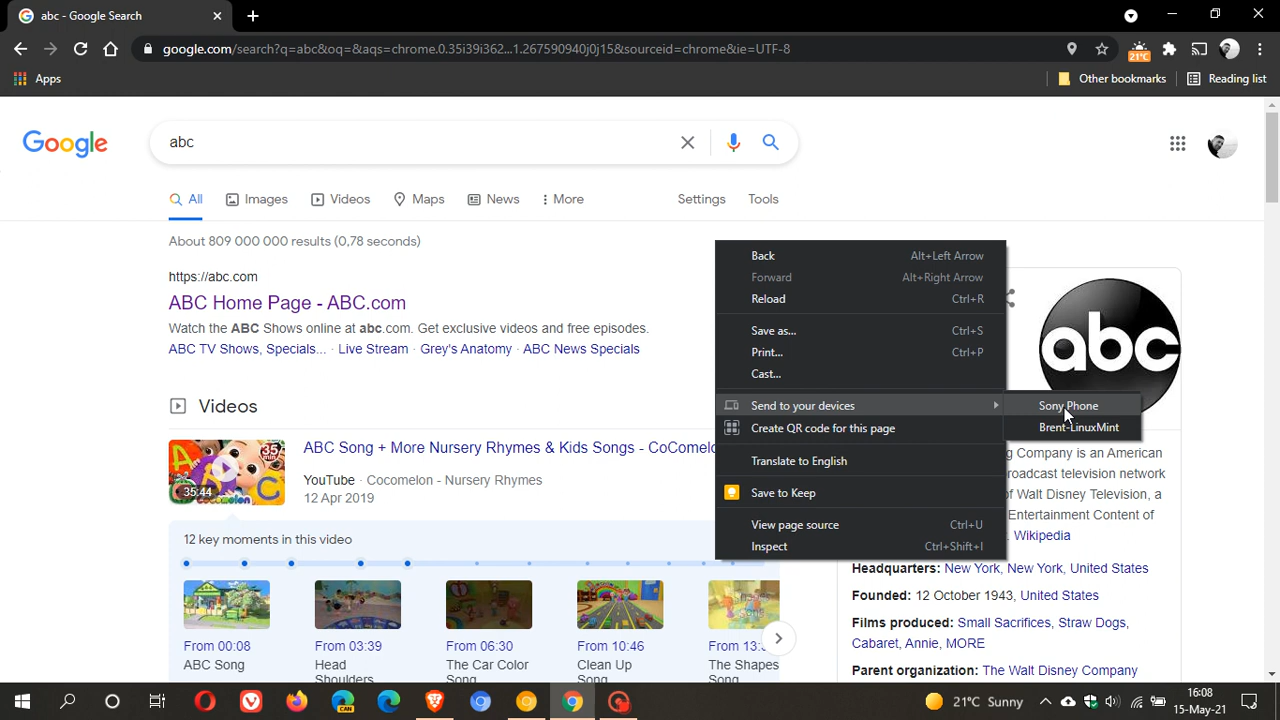 abc - Google Search
google.com/search?q=abc&oq=&aqs=chrome.0.35i39i362...1.267590940j0j15&sourceid=chrome&ie=UTF-8
21°C
Apps
Other bookmarks
Reading list
Google
abc
All
Images
Videos
Maps
News
More
Settings
Tools
About 809 000 000 results (0,78 seconds)
https://abc.com
ABC Home Page - ABC.com
Watch the ABC Shows online at abc.com. Get exclusive videos and free episodes.
ABC TV Shows, Specials... · Live Stream · Grey's Anatomy · ABC News Specials
Videos
35:44
ABC Song + More Nursery Rhymes & Kids Songs - CoComelo
YouTube · Cocomelon - Nursery Rhymes
12 Apr 2019
12 key moments in this video
From 00:08
ABC Song
From 03:39
Head
Shoulders
From 06:30
The Car Color
Song
From 10:46
Clean Up
Song
From 13:
The Shapes
Song
Back Alt+Left Arrow
Forward Alt+Right Arrow
Reload Ctrl+R
Save as... Ctrl+S
Print... Ctrl+P
Cast...
Send to your devices
Create QR code for this page
Translate to English
Save to Keep
View page source Ctrl+U
Inspect Ctrl+Shift+I
Sony Phone
Brent-LinuxMint
abc
ng Company is an American
roadcast television network
of Walt Disney Television, a
Entertainment Content of
Wikipedia
Headquarters: New York, New York, United States
Founded: 12 October 1943, United States
Films produced: Small Sacrifices, Straw Dogs,
Cabaret, Annie, MORE
Parent organization: The Walt Disney Company
CAN
21°C Sunny
16:08
15-May-21